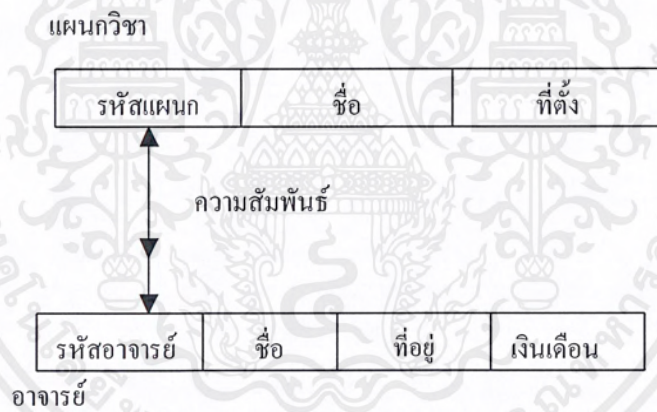 แผนกวิชา
รหัสแผนก ชื่อ ที่ตั้ง
ความสัมพันธ์
รหัสอาจารย์ ชื่อ ที่อยู่ เงินเดือน
อาจารย์